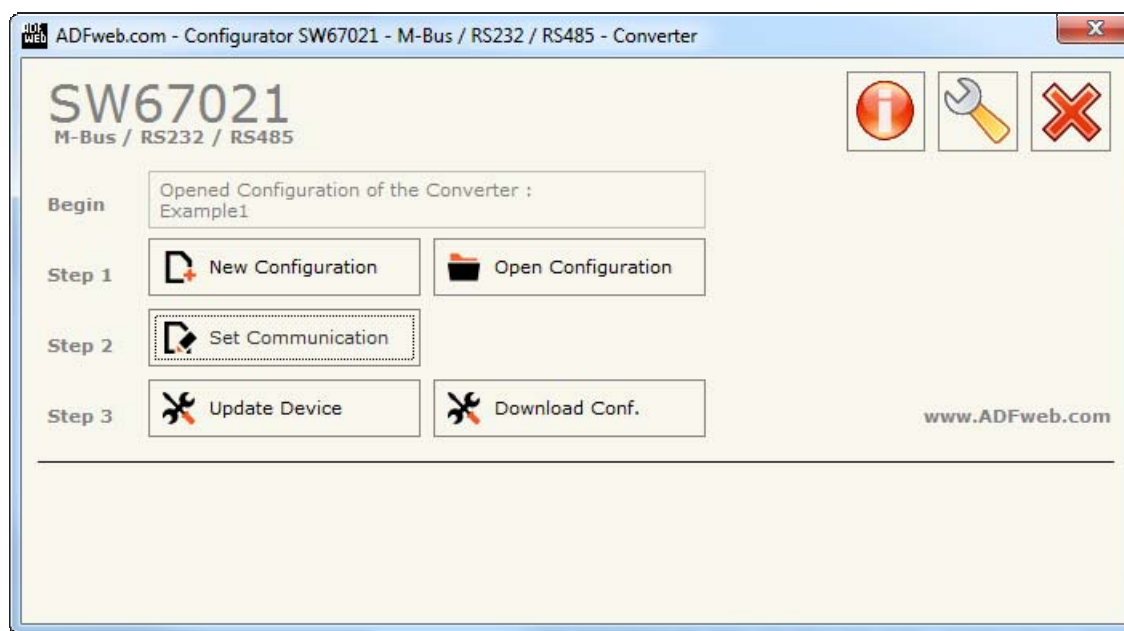 ADF WEB ADFweb.com - Configurator SW67021 - M-Bus / RS232 / RS485 - Converter
SW67021
M-Bus / RS232 / RS485
Begin
Opened Configuration of the Converter :
Example1
Step 1
New Configuration
Open Configuration
Step 2
Set Communication
Step 3
Update Device
Download Conf.
www.ADFweb.com